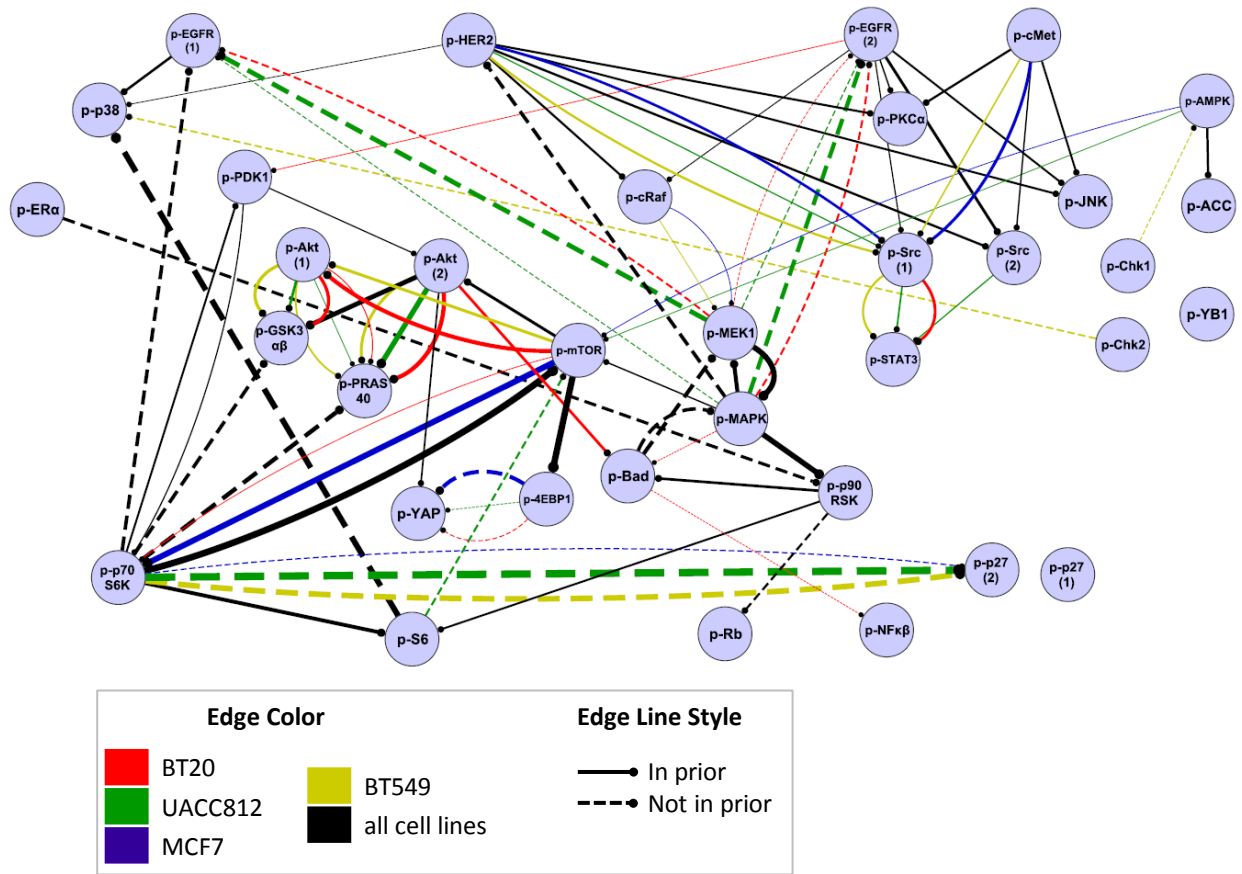 p-EGFR
(1)
p-HER2
p-EGFR
(2)
p-cMet
p-p38
p-AMPK
p-PKCα
p-PDK1
p-cRaf
p-JNK
p-ACC
p-ERα
p-Akt
(1)
p-Akt
(2)
p-Src
(1)
p-Src
(2)
p-Chk1
p-YB1
p-GSK3
αβ
p-MEK1
p-mTOR
p-STAT3
p-Chk2
p-PRAS
40
p-MAPK
p-Bad
p-p90
RSK
p-YAP
p-4EBP1
p-p70
S6K
p-p27
(2)
p-p27
(1)
p-S6
p-Rb
p-NFκβ
Edge Color
Edge Line Style
BT20
BT549
In prior
UACC812
all cell lines
Not in prior
MCF7